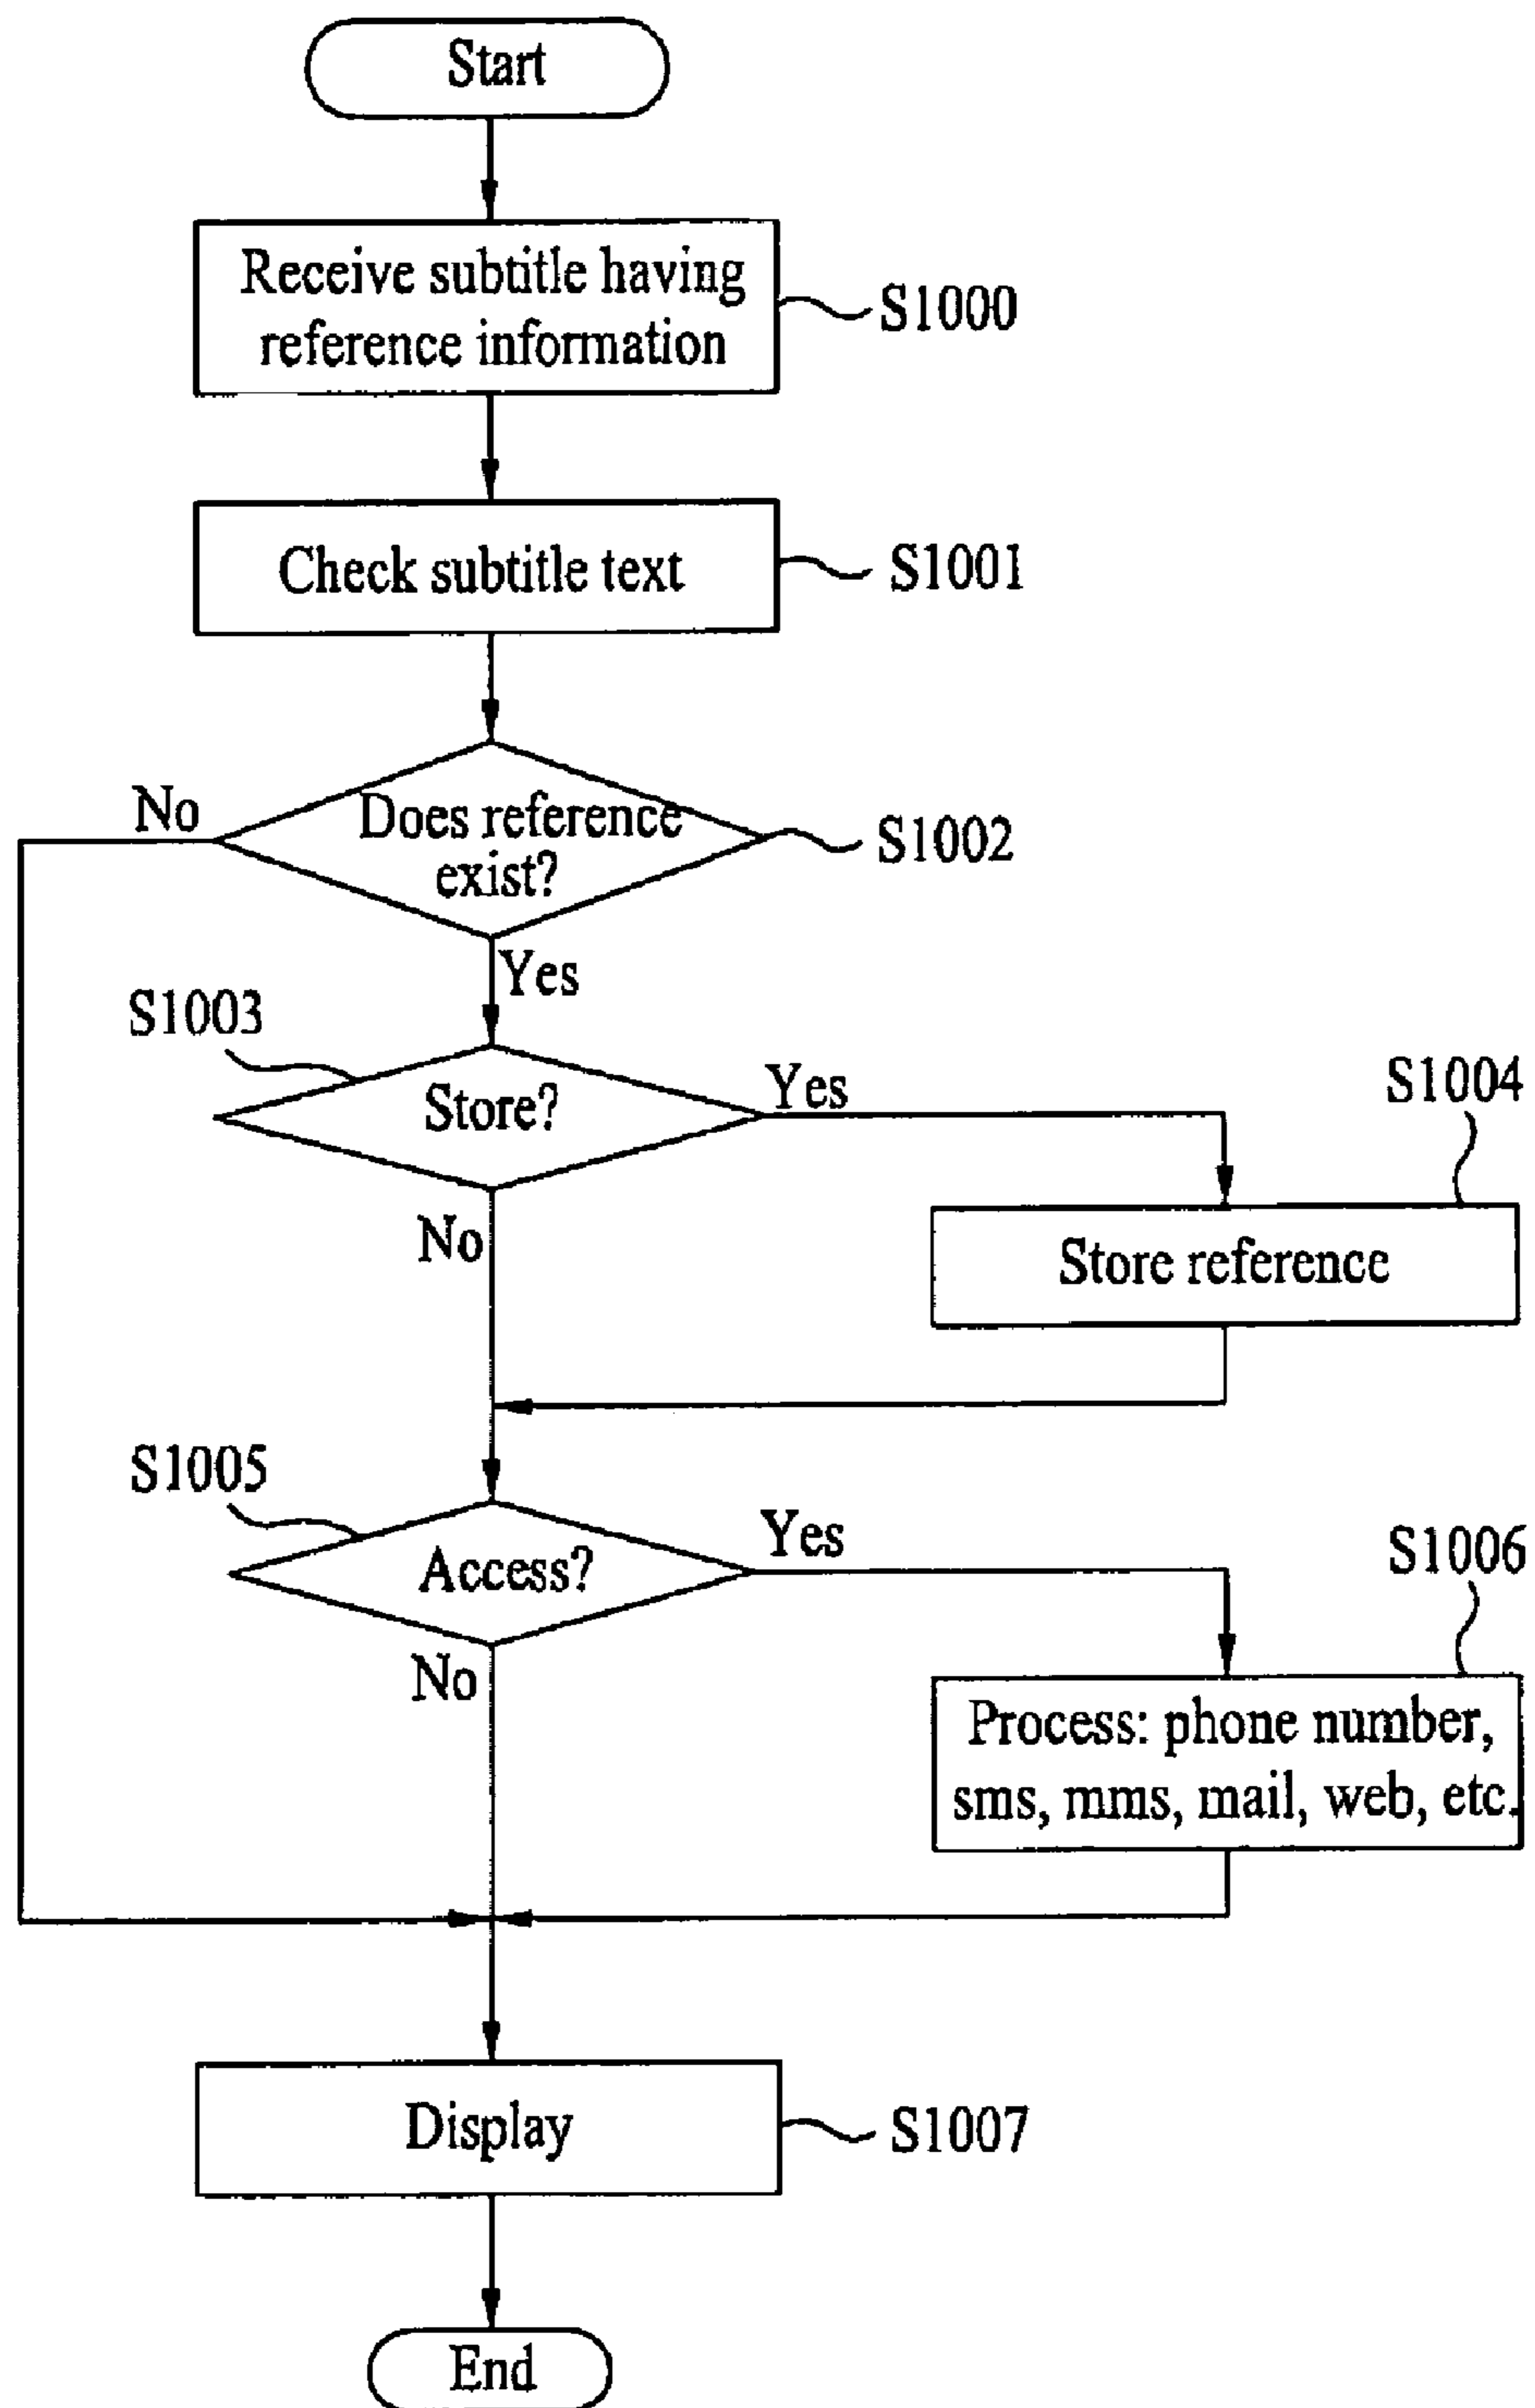 Start
Receive subtitle having
reference information
S1000
Check subtitle text
S1001
No
Does reference
exist?
S1002
Yes
S1003
Store?
Yes
S1004
No
Store reference
S1005
Access?
Yes
S1006
No
Process: phone number,
sms, mms, mail, web, etc.
Display
S1007
End